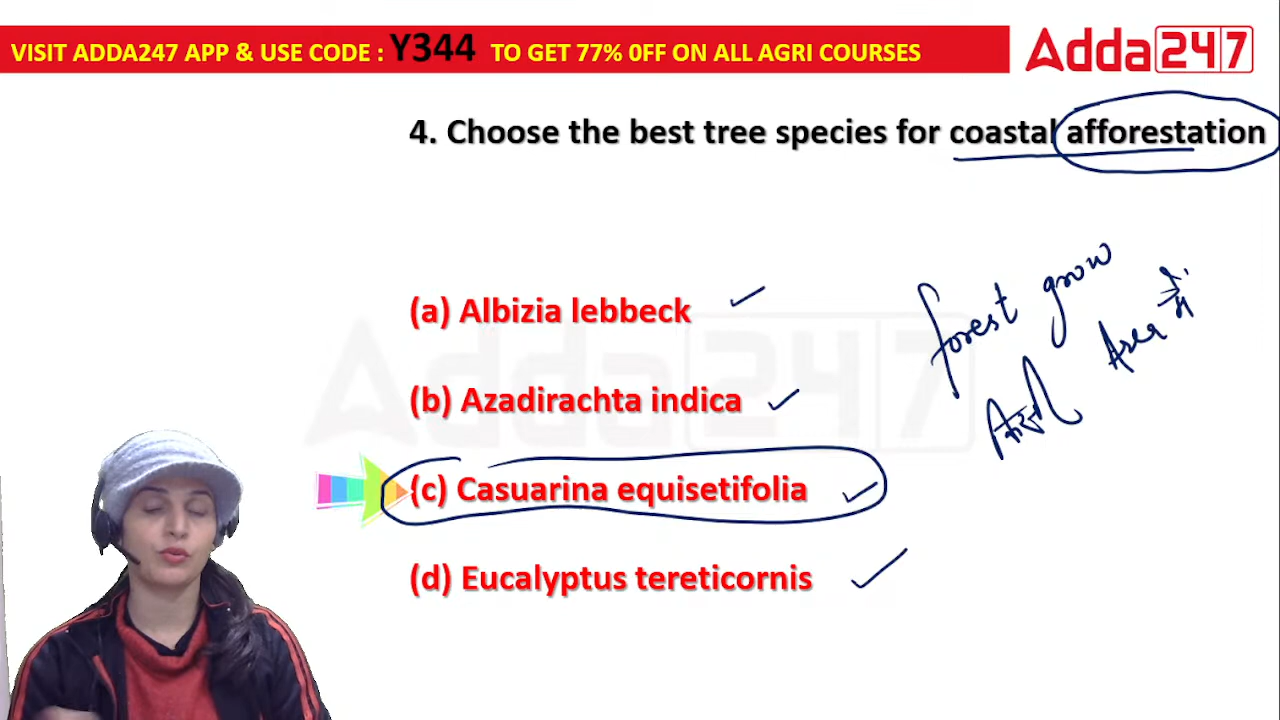 VISIT ADDA247 APP & USE CODE : Y344 TO GET 77% 0FF ON ALL AGRI COURSES
Adda247
4. Choose the best tree species for coastal afforestation
(a) Albizia lebbeck
(b) Azadirachta indica
(c) Casuarina equisetifolia
(d) Eucalyptus tereticornis
forest grow
Area